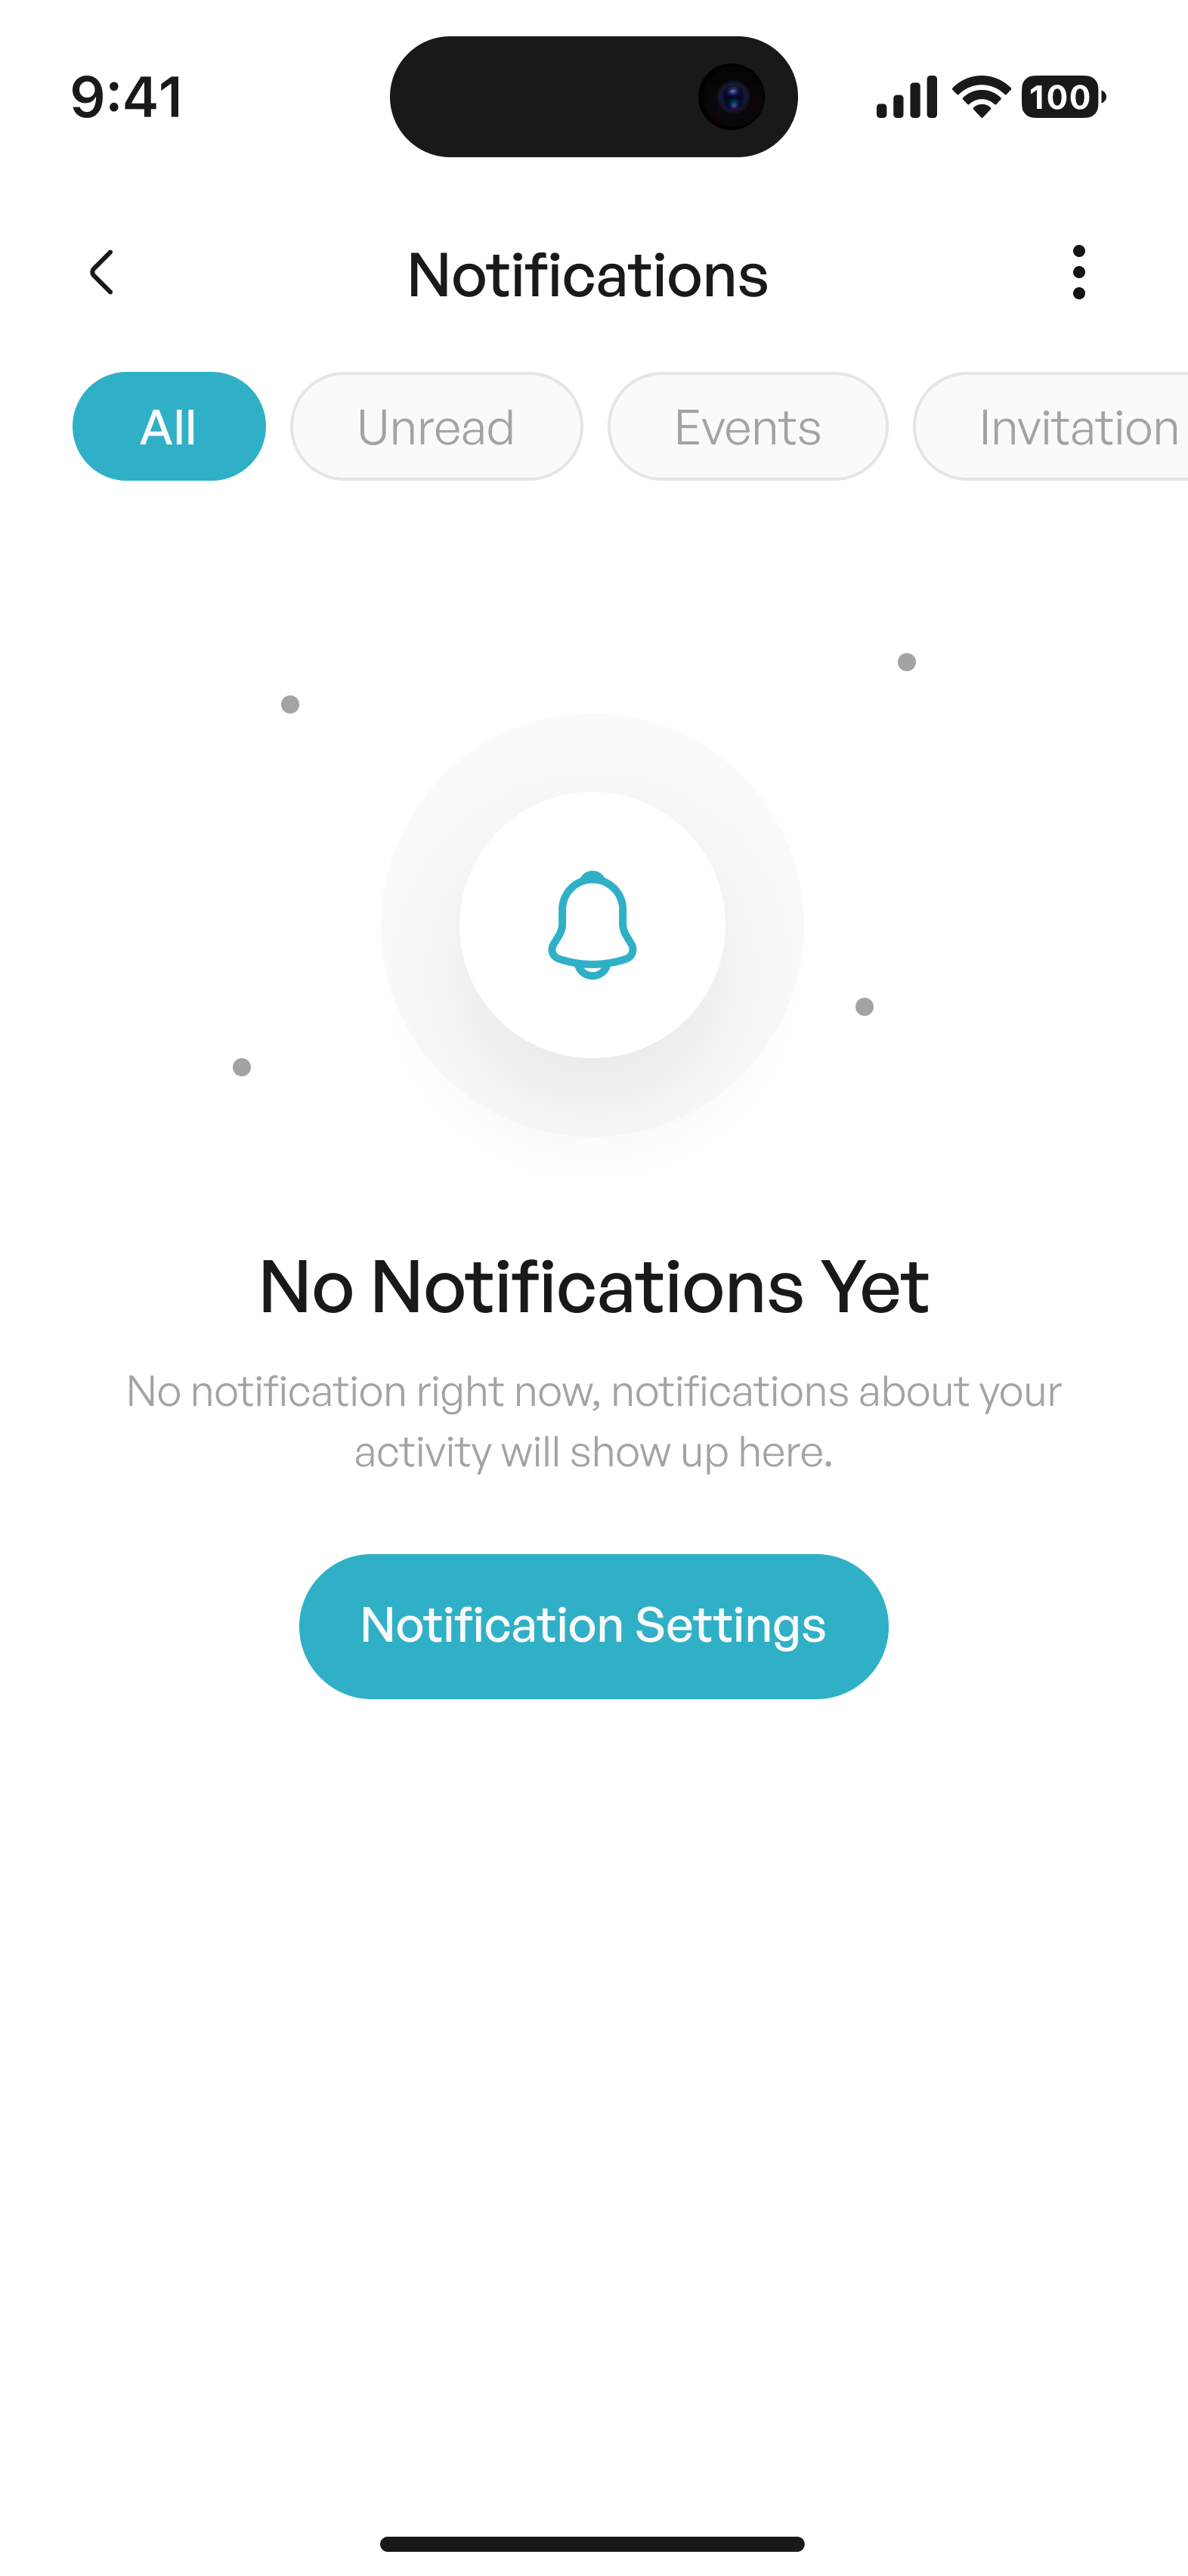 9:41
100
Notifications
All
Unread
Events
Invitation
No Notifications Yet
No notification right now, notifications about your
activity will show up here.
Notification Settings